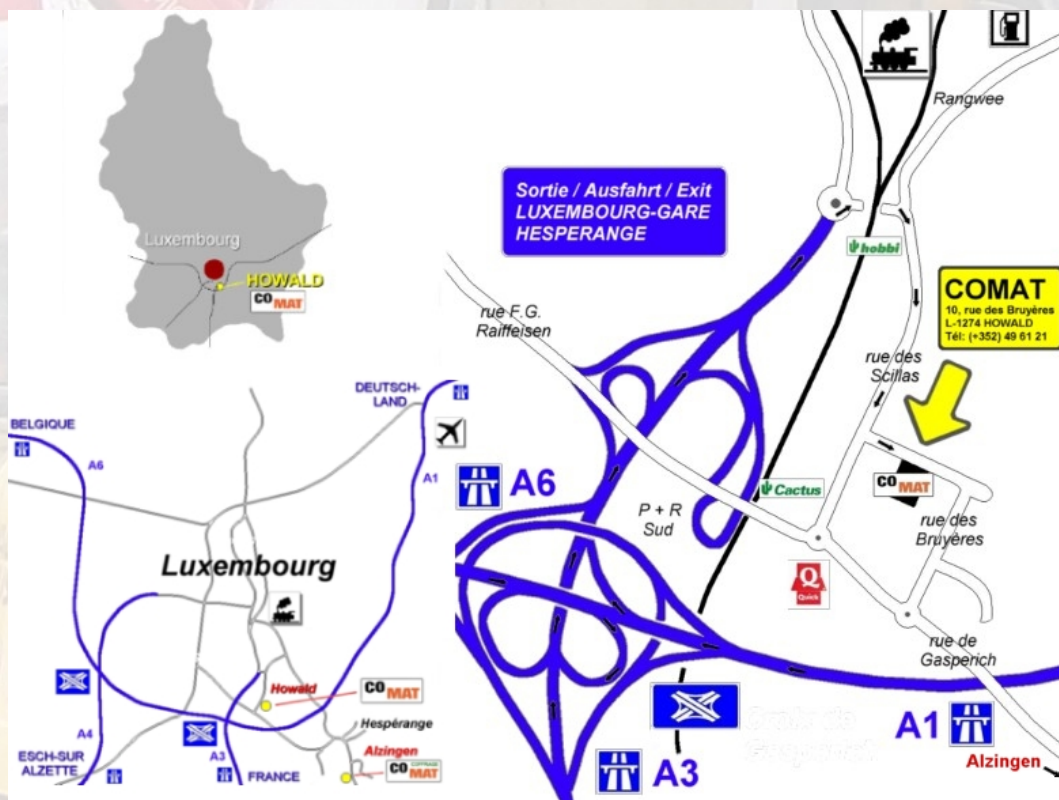 Luxembourg
HOWALD
CO MAT
BELGIQUE
A6
DEUTSCH-
LAND
A1
Luxembourg
Howald
CO MAT
Hespérange
Alzingen
CO COFFRAGE
MAT
A4
ESCH-SUR
ALZETTE
A3
FRANCE
Rangwee
Sortie / Ausfahrt / Exit
LUXEMBOURG-GARE
HESPERANGE
hobbi
COMAT
10, rue des Bruyères
L-1274 HOWALD
Tél: (+352) 49 61 21
rue F.G.
Raiffeisen
rue des
Scillas
A6
P + R
Sud
Cactus
CO MAT
rue des
Bruyères
Q
Quick
rue de
Gasperich
A3
A1
Alzingen